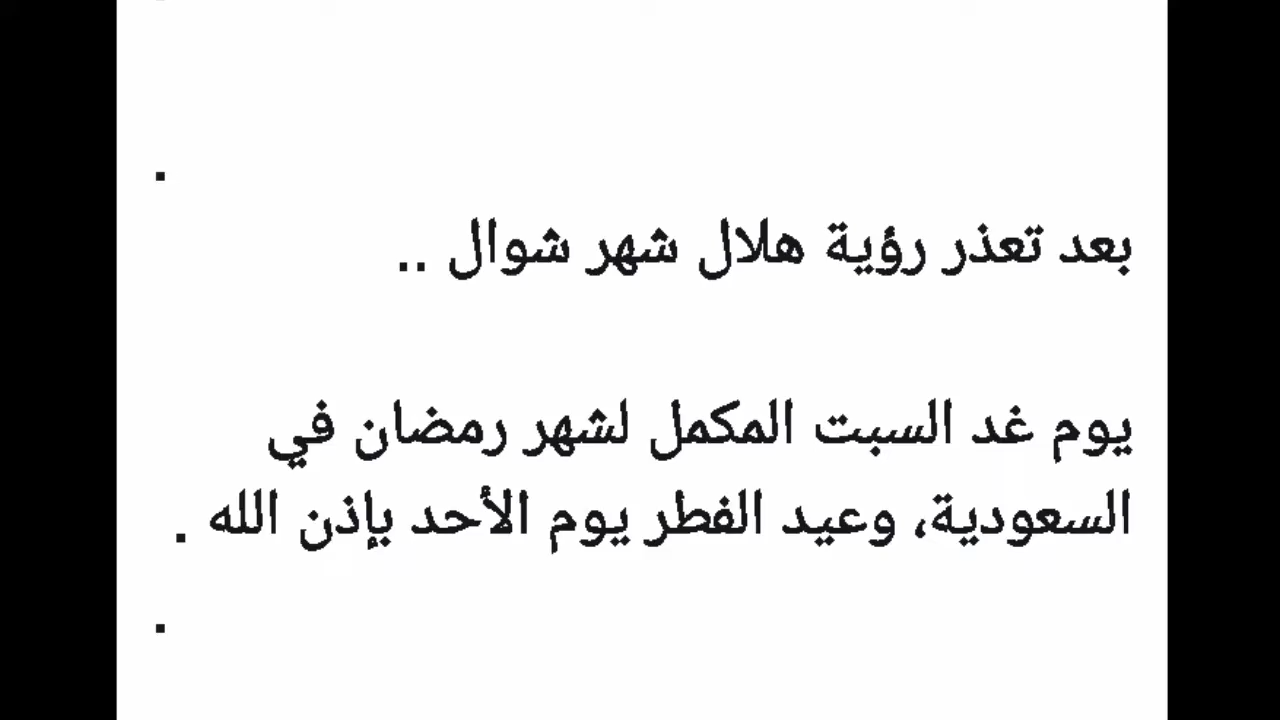 .
بعد تعذر رؤية هلال شهر شوال ..
يوم غد السبت المكمل لشهر رمضان في
السعودية، وعيد الفطر يوم الأحد بإذن الله .
.